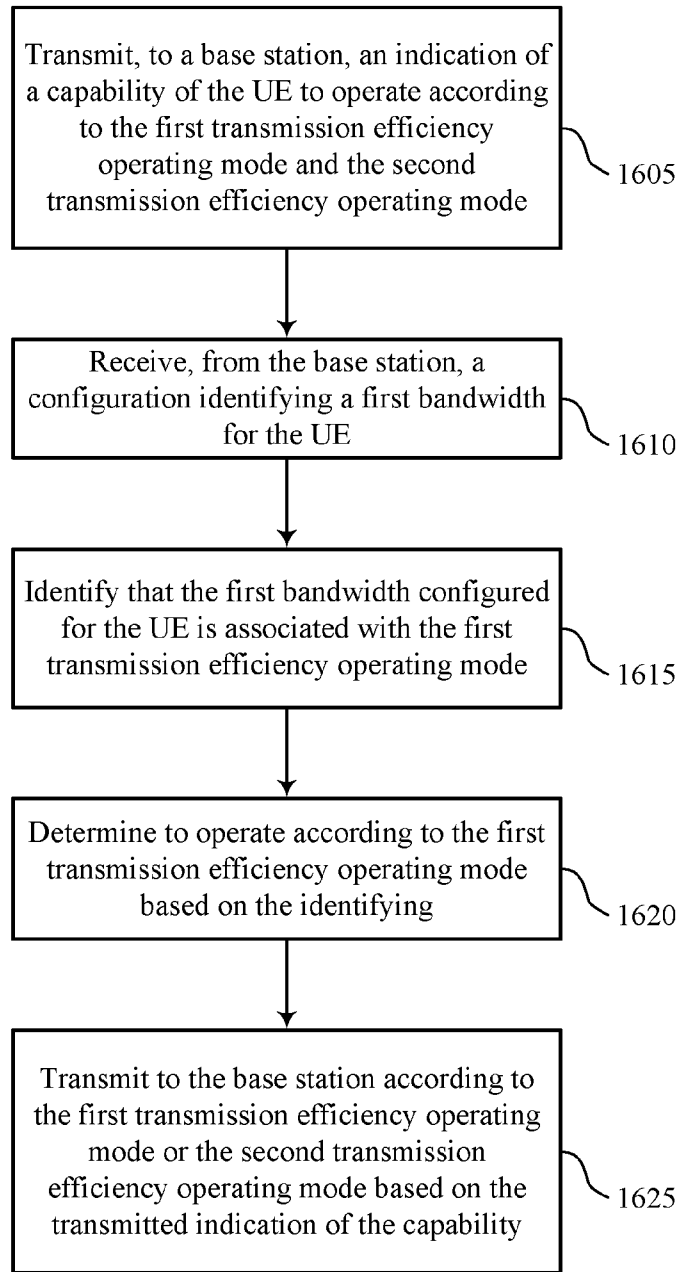 Transmit, to a base station, an indication of
a capability of the UE to operate according
to the first transmission efficiency
operating mode and the second
transmission efficiency operating mode
1605
Receive, from the base station, a
configuration identifying a first bandwidth
for the UE
1610
Identify that the first bandwidth configured
for the UE is associated with the first
transmission efficiency operating mode
1615
Determine to operate according to the first
transmission efficiency operating mode
based on the identifying
1620
Transmit to the base station according to
the first transmission efficiency operating
mode or the second transmission
efficiency operating mode based on the
transmitted indication of the capability
1625